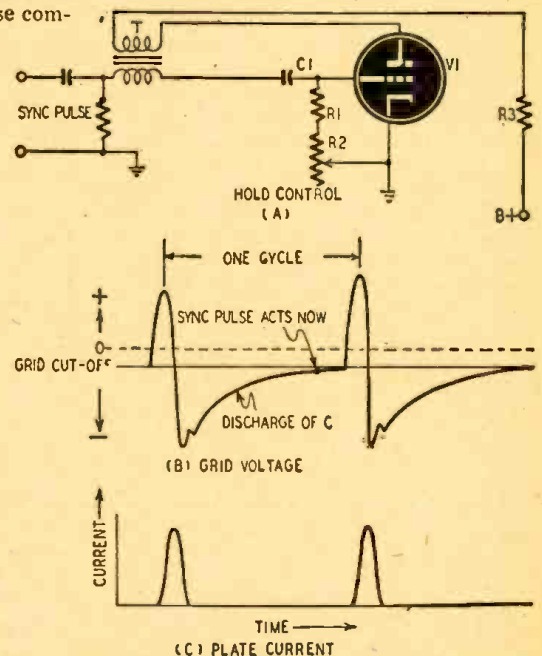 se com-
T
C1
V1
SYNC PULSE
R1
R2
R3
HOLD CONTROL
(A)
B+
ONE GYCLE
+
SYNC PULSE ACTS NOW
0
GRID CUT-OFF
DISCHARGE OF C
−
(B) GRID VOLTAGE
CURRENT
TIME
(C) PLATE CURRENT